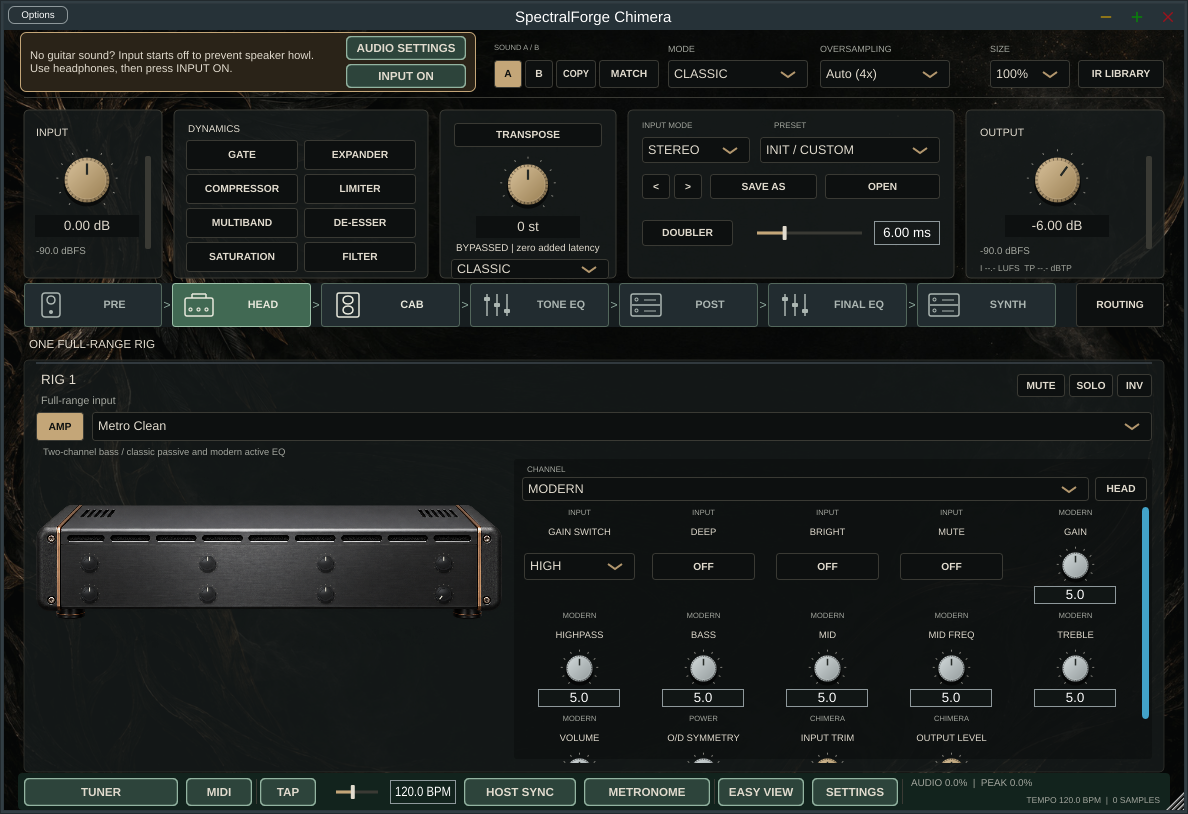 Options
SpectralForge Chimera
No guitar sound? Input starts off to prevent speaker howl.
Use headphones, then press INPUT ON.
AUDIO SETTINGS
INPUT ON
SOUND A / B
A B COPY MATCH
MODE
CLASSIC
OVERSAMPLING
Auto (4x)
SIZE
100%
IR LIBRARY
INPUT
0.00 dB
-90.0 dBFS
DYNAMICS
GATE EXPANDER
COMPRESSOR LIMITER
MULTIBAND DE-ESSER
SATURATION FILTER
TRANSPOSE
0 st
BYPASSED | zero added latency
CLASSIC
INPUT MODE
STEREO
PRESET
INIT / CUSTOM
< > SAVE AS OPEN
DOUBLER 6.00 ms
OUTPUT
-6.00 dB
-90.0 dBFS
I --.- LUFS TP --.- dBTP
PRE > HEAD > CAB > TONE EQ > POST > FINAL EQ > SYNTH ROUTING
ONE FULL-RANGE RIG
RIG 1
MUTE SOLO INV
Full-range input
AMP Metro Clean
Two-channel bass / classic passive and modern active EQ
CHANNEL
MODERN HEAD
INPUT INPUT INPUT INPUT MODERN
GAIN SWITCH DEEP BRIGHT MUTE GAIN
HIGH OFF OFF OFF
5.0
MODERN MODERN MODERN MODERN MODERN
HIGHPASS BASS MID MID FREQ TREBLE
5.0 5.0 5.0 5.0 5.0
MODERN POWER CHIMERA CHIMERA
VOLUME O/D SYMMETRY INPUT TRIM OUTPUT LEVEL
TUNER MIDI TAP 120.0 BPM HOST SYNC METRONOME EASY VIEW SETTINGS
AUDIO 0.0% | PEAK 0.0%
TEMPO 120.0 BPM | 0 SAMPLES